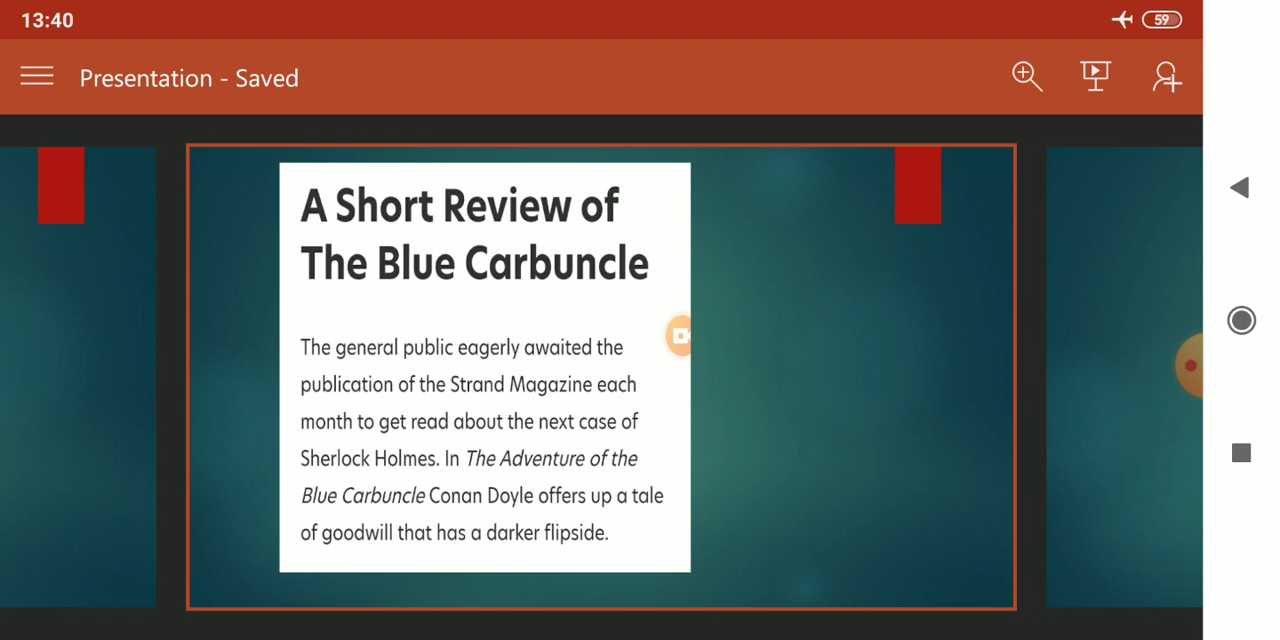 13:40
59
Presentation - Saved
A Short Review of
The Blue Carbuncle
The general public eagerly awaited the
publication of the Strand Magazine each
month to get read about the next case of
Sherlock Holmes. In The Adventure of the
Blue Carbuncle Conan Doyle offers up a tale
of goodwill that has a darker flipside.